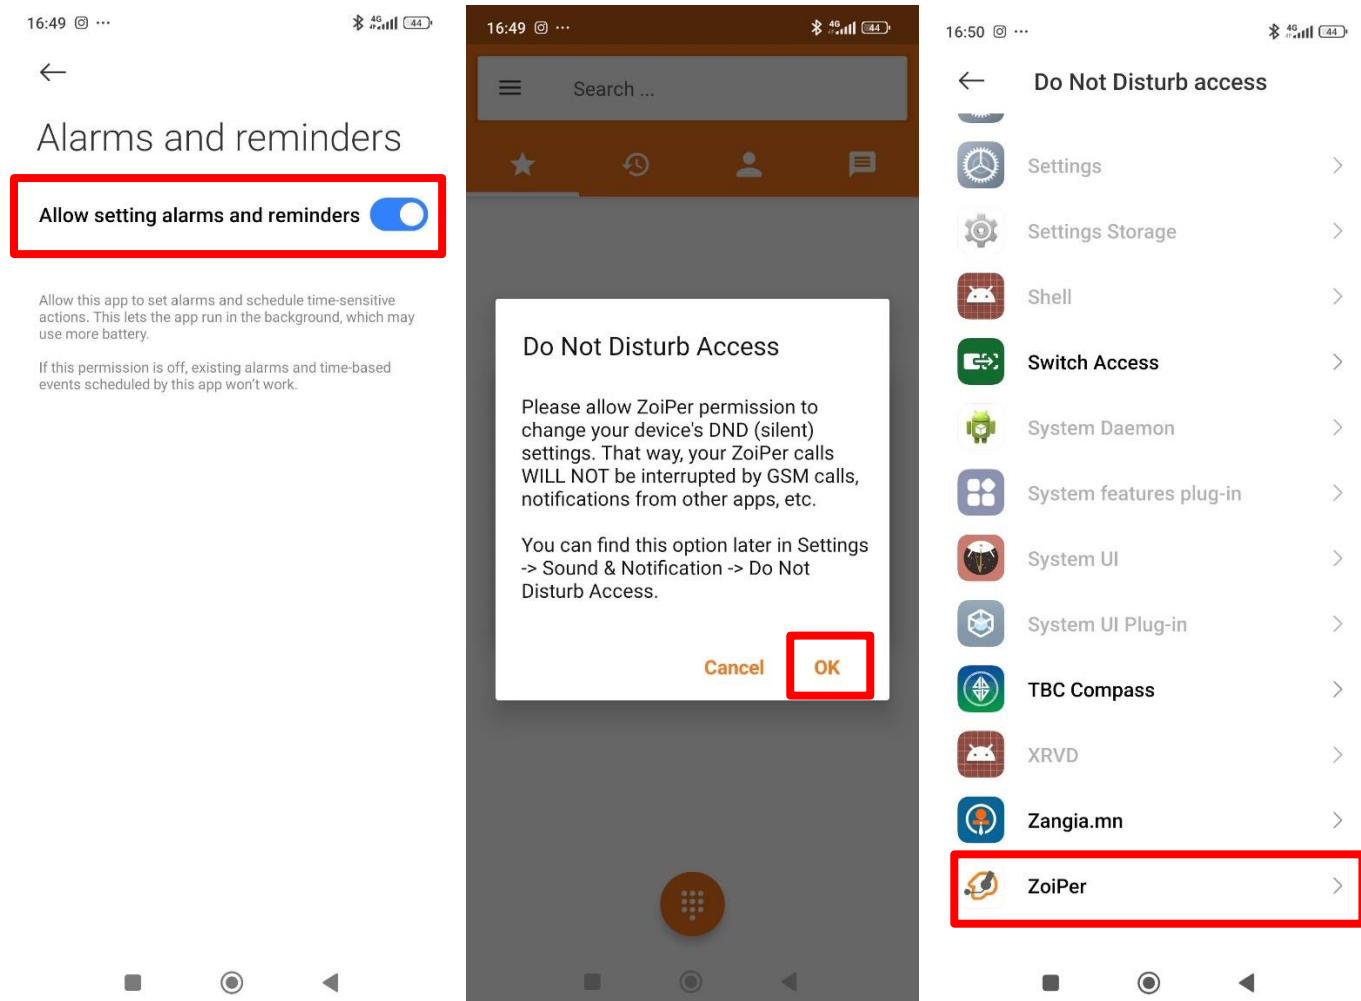 16:49
4G
44
Alarms and reminders
Allow setting alarms and reminders
Allow this app to set alarms and schedule time-sensitive
actions. This lets the app run in the background, which may
use more battery.
If this permission is off, existing alarms and time-based
events scheduled by this app won't work.
16:49
4G
44
Search ...
Do Not Disturb Access
Please allow ZoiPer permission to
change your device's DND (silent)
settings. That way, your ZoiPer calls
WILL NOT be interrupted by GSM calls,
notifications from other apps, etc.
You can find this option later in Settings
-> Sound & Notification -> Do Not
Disturb Access.
Cancel
OK
16:50
4G
44
Do Not Disturb access
Settings
Settings Storage
Shell
Switch Access
System Daemon
System features plug-in
System UI
System UI Plug-in
TBC Compass
XRVD
Zangia.mn
ZoiPer